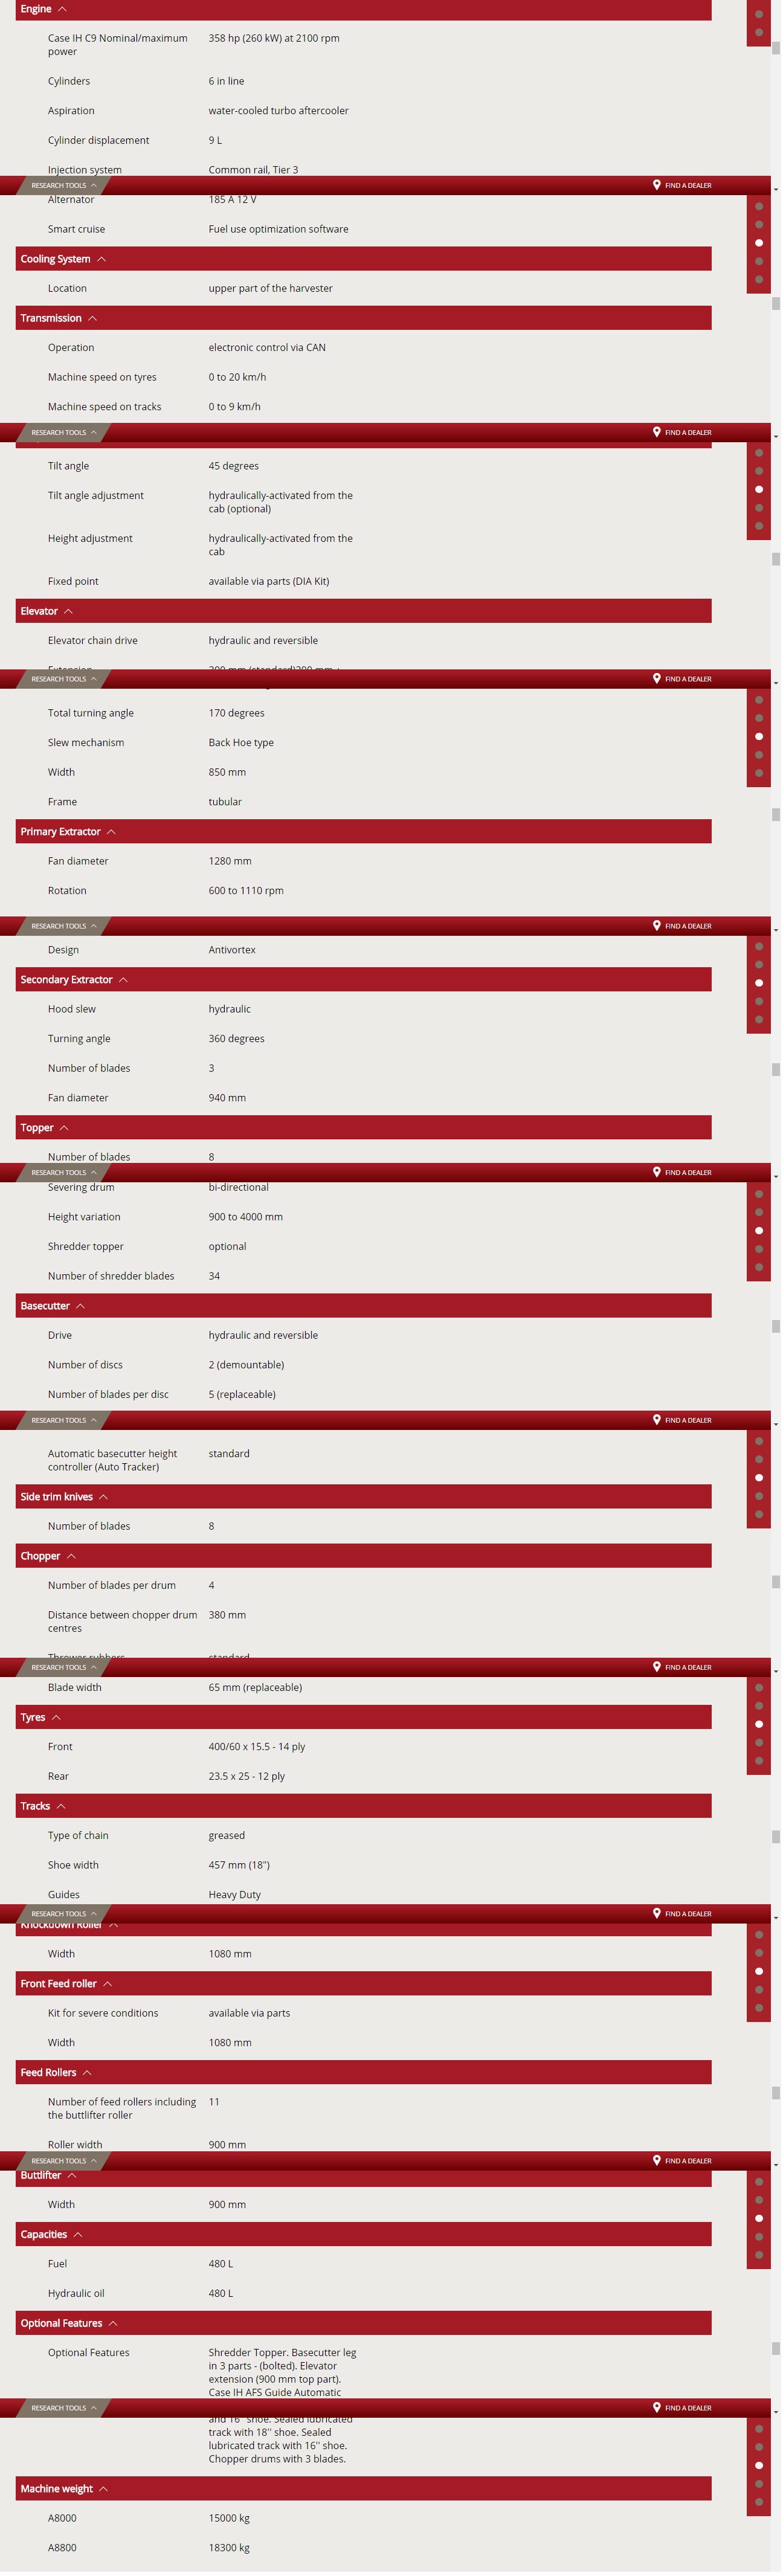 Engine
Case IH C9 Nominal/maximum 358 hp (260 kW) at 2100 rpm
power
Cylinders 6 in line
Aspiration water-cooled turbo aftercooler
Cylinder displacement 9 L
Injection system Common rail, Tier 3
RESEARCH TOOLS FIND A DEALER
Alternator 185 A 12 V
Smart cruise Fuel use optimization software
Cooling System
Location upper part of the harvester
Transmission
Operation electronic control via CAN
Machine speed on tyres 0 to 20 km/h
Machine speed on tracks 0 to 9 km/h
RESEARCH TOOLS FIND A DEALER
Tilt angle 45 degrees
Tilt angle adjustment hydraulically-activated from the
cab (optional)
Height adjustment hydraulically-activated from the
cab
Fixed point available via parts (DIA Kit)
Elevator
Elevator chain drive hydraulic and reversible
RESEARCH TOOLS FIND A DEALER
Total turning angle 170 degrees
Slew mechanism Back Hoe type
Width 850 mm
Frame tubular
Primary Extractor
Fan diameter 1280 mm
Rotation 600 to 1110 rpm
RESEARCH TOOLS FIND A DEALER
Design Antivortex
Secondary Extractor
Hood slew hydraulic
Turning angle 360 degrees
Number of blades 3
Fan diameter 940 mm
Topper
Number of blades 8
RESEARCH TOOLS FIND A DEALER
Severing drum bi-directional
Height variation 900 to 4000 mm
Shredder topper optional
Number of shredder blades 34
Basecutter
Drive hydraulic and reversible
Number of discs 2 (demountable)
Number of blades per disc 5 (replaceable)
RESEARCH TOOLS FIND A DEALER
Automatic basecutter height standard
controller (Auto Tracker)
Side trim knives
Number of blades 8
Chopper
Number of blades per drum 4
Distance between chopper drum 380 mm
centres
Thrower rubbers standard
RESEARCH TOOLS FIND A DEALER
Blade width 65 mm (replaceable)
Tyres
Front 400/60 x 15.5 - 14 ply
Rear 23.5 x 25 - 12 ply
Tracks
Type of chain greased
Shoe width 457 mm (18")
Guides Heavy Duty
RESEARCH TOOLS FIND A DEALER
Knockdown Roller
Width 1080 mm
Front Feed roller
Kit for severe conditions available via parts
Width 1080 mm
Feed Rollers
Number of feed rollers including 11
the buttlifter roller
Roller width 900 mm
RESEARCH TOOLS FIND A DEALER
Buttlifter
Width 900 mm
Capacities
Fuel 480 L
Hydraulic oil 480 L
Optional Features
Optional Features Shredder Topper. Basecutter leg
in 3 parts - (bolted). Elevator
extension (900 mm top part).
Case IH AFS Guide Automatic
RESEARCH TOOLS FIND A DEALER
and 16'' shoe. Sealed lubricated
track with 18'' shoe. Sealed
lubricated track with 16'' shoe.
Chopper drums with 3 blades.
Machine weight
A8000 15000 kg
A8800 18300 kg